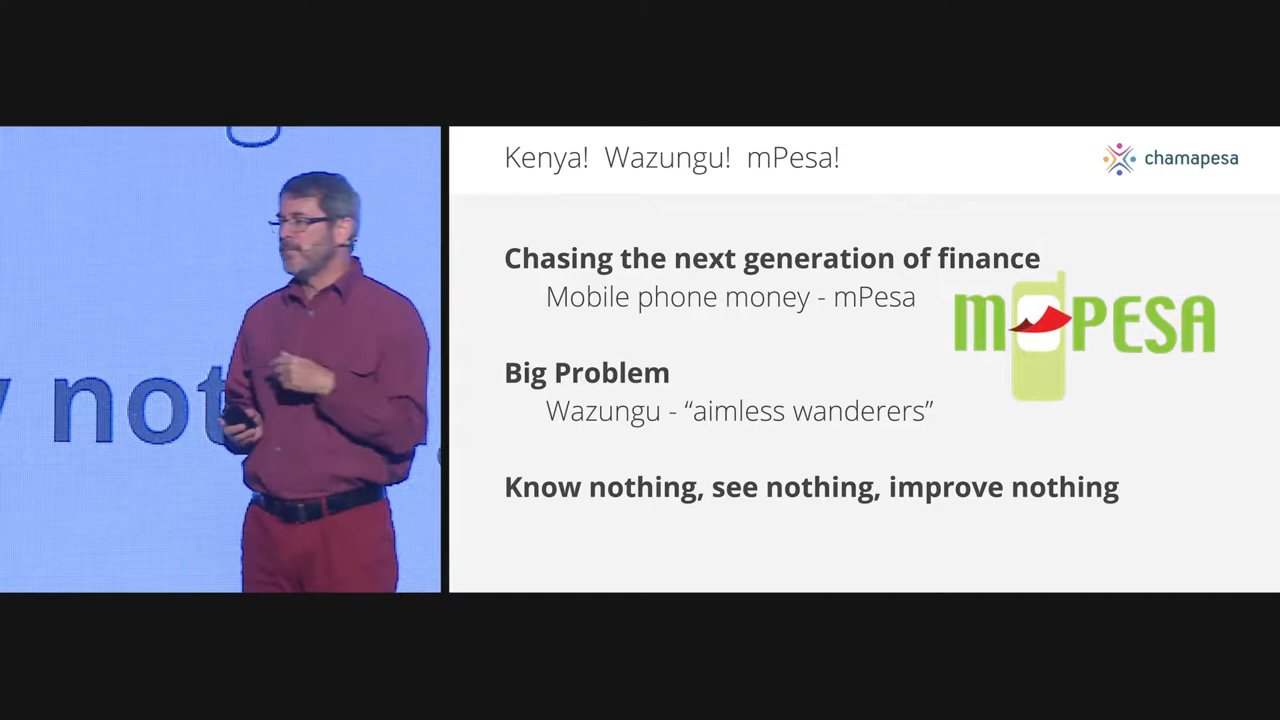 g
y not
Kenya! Wazungu! mPesa!
chamapesa
Chasing the next generation of finance
Mobile phone money - mPesa
M PESA
Big Problem
Wazungu - “aimless wanderers”
Know nothing, see nothing, improve nothing